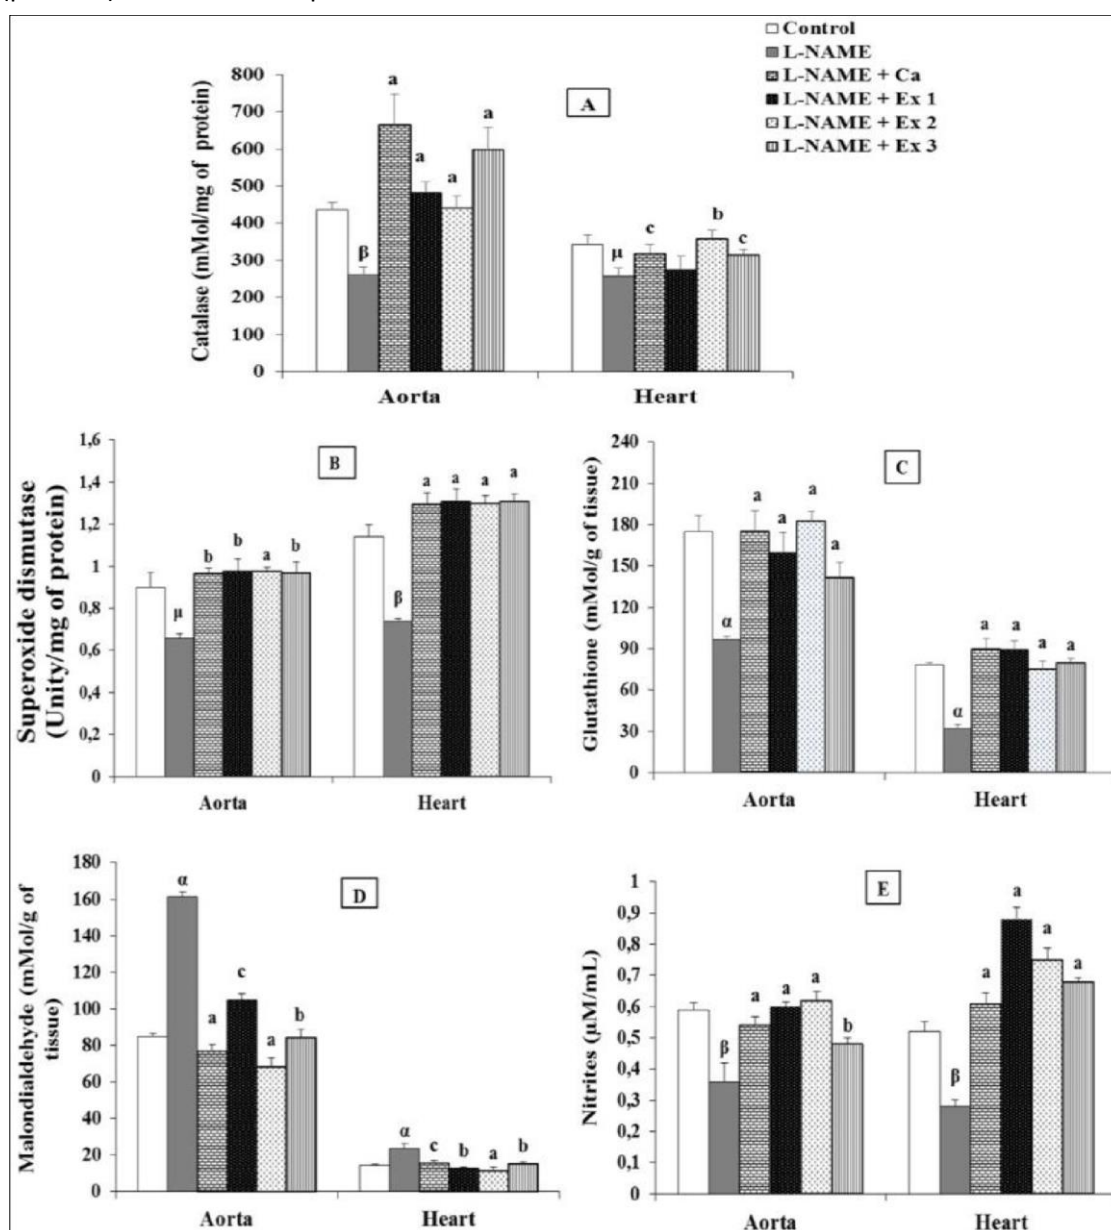 Control
L-NAME
L-NAME + Ca
L-NAME + Ex 1
L-NAME + Ex 2
L-NAME + Ex 3
A
Catalase (mMol/mg of protein)
800
700
600
500
400
300
200
100
0
β
a
a
a
a
μ
c
b
c
Aorta
Heart
B
Superoxide dismutase
(Unity/mg of protein)
1,6
1,4
1,2
1
0,8
0,6
0,4
0,2
0
μ
b
b
a
b
β
a
a
a
a
Aorta
Heart
C
Glutathione (mMol/g of tissue)
240
210
180
150
120
90
60
30
0
α
a
a
a
a
α
a
a
a
a
Aorta
Heart
D
Malondialdehyde (mMol/g of
tissue)
180
160
140
120
100
80
60
40
20
0
α
a
c
a
b
α
c
b
a
b
Aorta
Heart
E
Nitrites (μM/mL)
1
0,9
0,8
0,7
0,6
0,5
0,4
0,3
0,2
0,1
0
β
a
a
a
b
β
a
a
a
a
Aorta
Heart